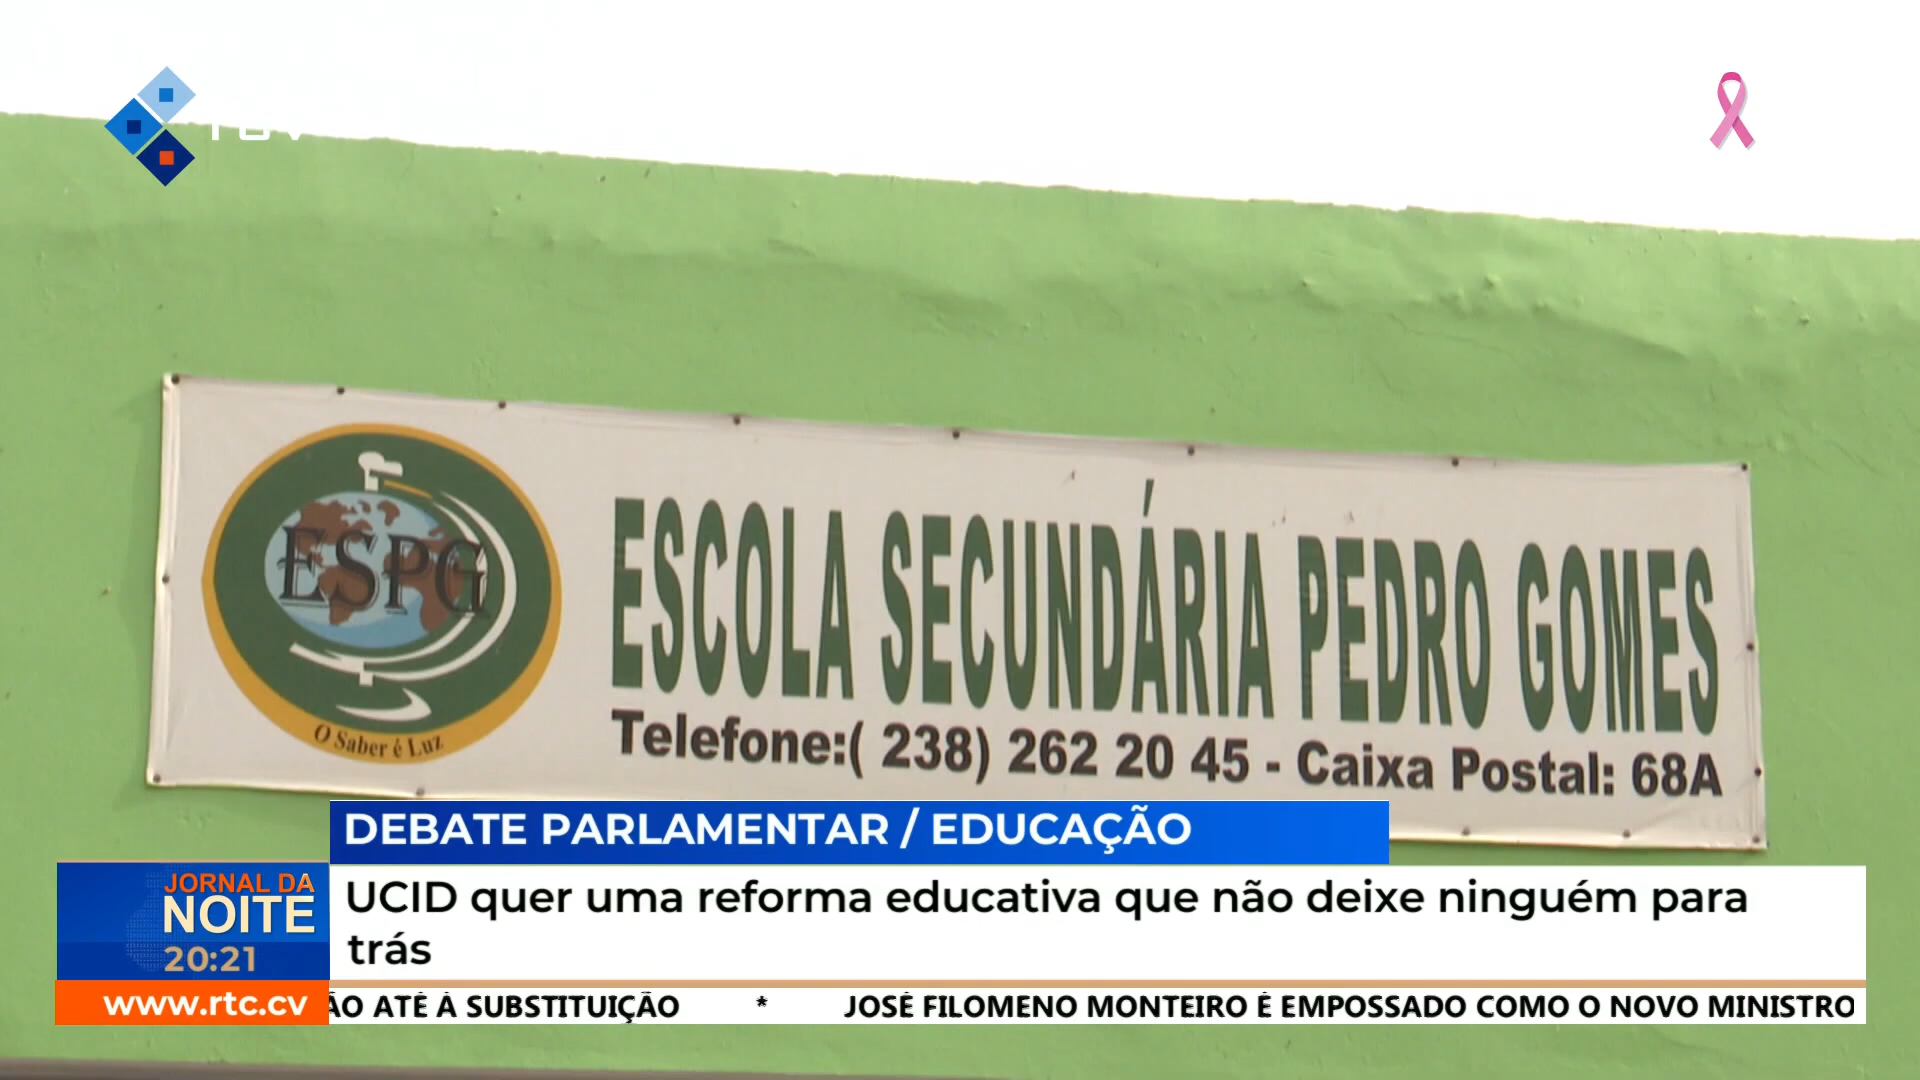 ESPG
O Saber é Luz
ESCOLA SECUNDÁRIA PEDRO GOMES
Telefone:( 238) 262 20 45 - Caixa Postal: 68A
DEBATE PARLAMENTAR / EDUCAÇÃO
UCID quer uma reforma educativa que não deixe ninguém para
trás
JORNAL DA
NOITE
20:21
www.rtc.cv
ÃO ATÉ À SUBSTITUIÇÃO * JOSÉ FILOMENO MONTEIRO É EMPOSSADO COMO O NOVO MINISTRO